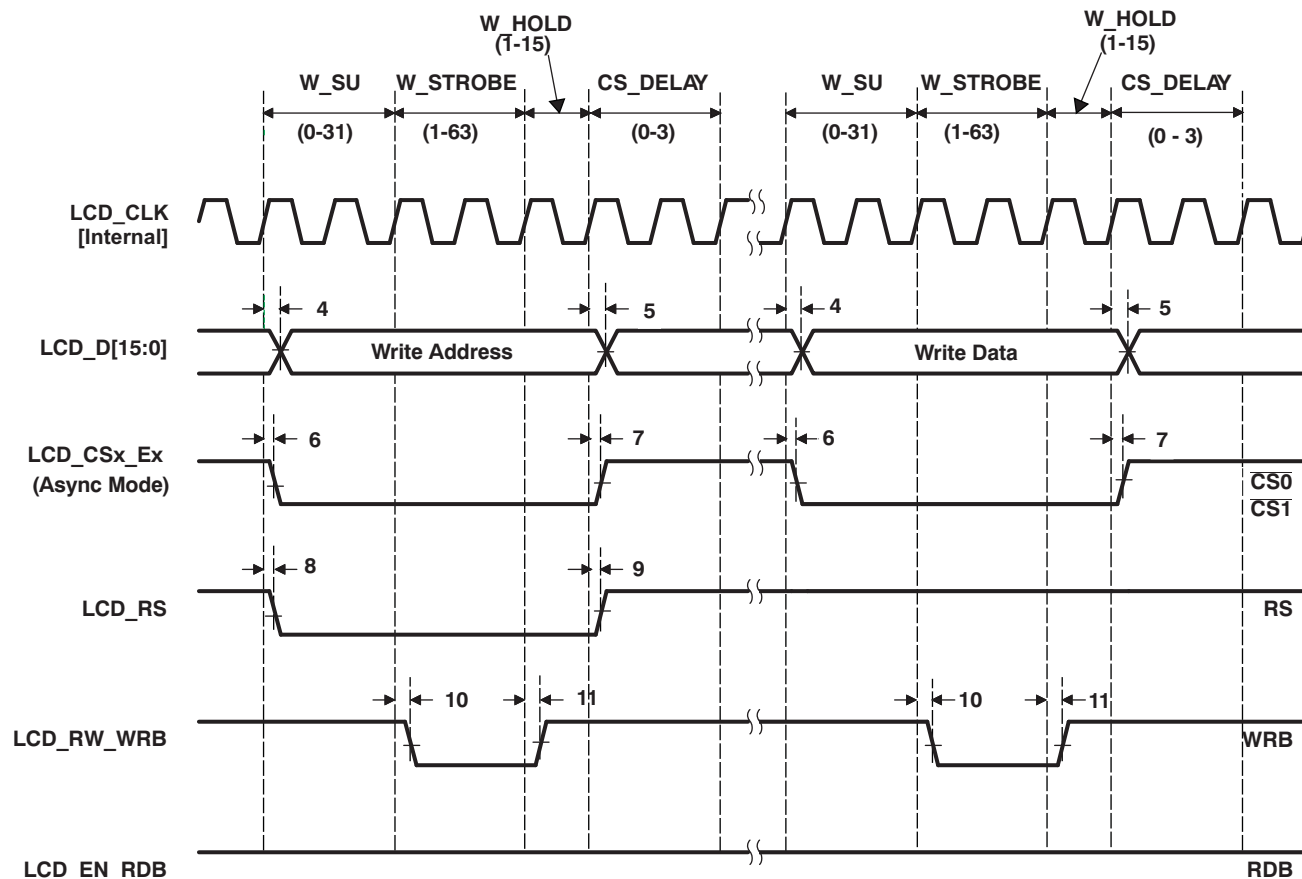 W_HOLD
(1-15)
W_HOLD
(1-15)
W_SU
W_STROBE
CS_DELAY
W_SU
W_STROBE
CS_DELAY
(0-31)
(1-63)
(0-3)
(0-31)
(1-63)
(0 - 3)
LCD_CLK
[Internal]
4
5
4
5
LCD_D[15:0]
Write Address
Write Data
6
7
6
7
LCD_CSx_Ex
(Async Mode)
CS0
CS1
8
9
LCD_RS
RS
10
11
10
11
LCD_RW_WRB
WRB
LCD_EN_RDB
RDB